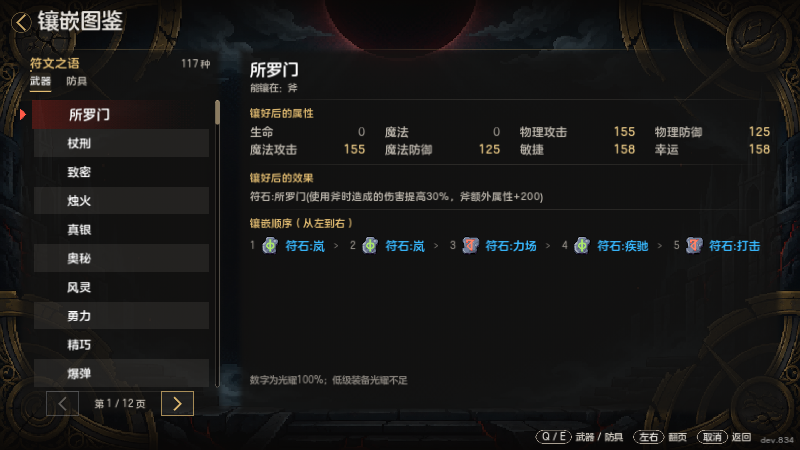 镶嵌图鉴
符文之语 117种
武器 防具
所罗门
杖刑
致密
烛火
真银
奥秘
风灵
勇力
精巧
爆弹
第1/12页
所罗门
能镶在：斧
镶好后的属性
生命 0 魔法 0 物理攻击 155 物理防御 125
魔法攻击 155 魔法防御 125 敏捷 158 幸运 158
镶好后的效果
符石:所罗门(使用斧时造成的伤害提高30%，斧额外属性+200)
镶嵌顺序（从左到右）
1 符石:岚 > 2 符石:岚 > 3 符石:力场 > 4 符石:疾驰 > 5 符石:打击
数字为光耀100%；低级装备光耀不足
Q / E 武器 / 防具 左右 翻页 取消 返回 dev.834